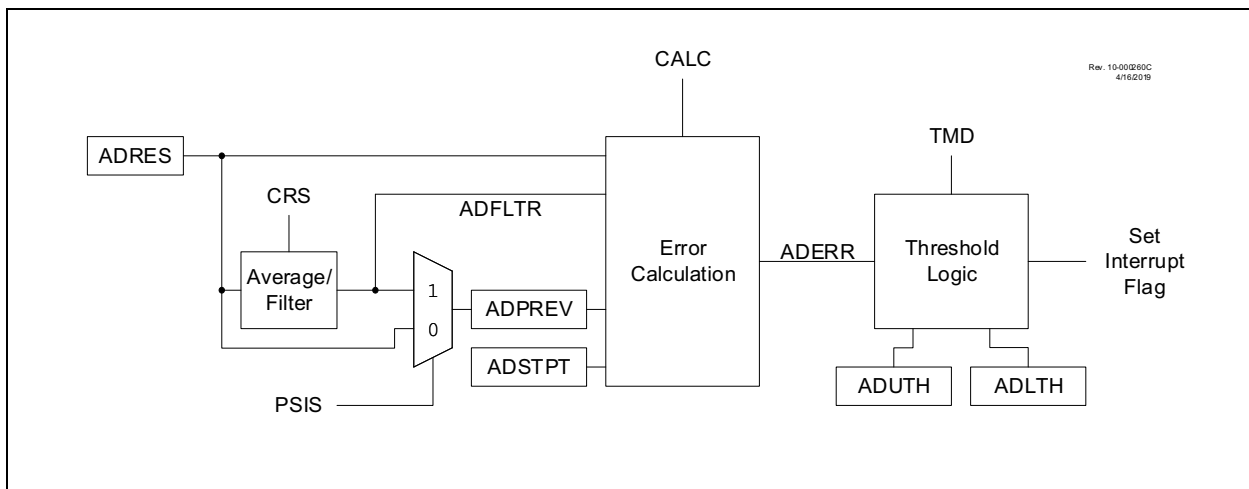 CALC
Rev. 10-000260C
4/16/2019
TMD
ADRES
CRS
ADFLTR
Average/
Filter
1
0
ADPREV
ADSTPT
PSIS
Error
Calculation
ADERR
Threshold
Logic
Set
Interrupt
Flag
ADUTH
ADLTH